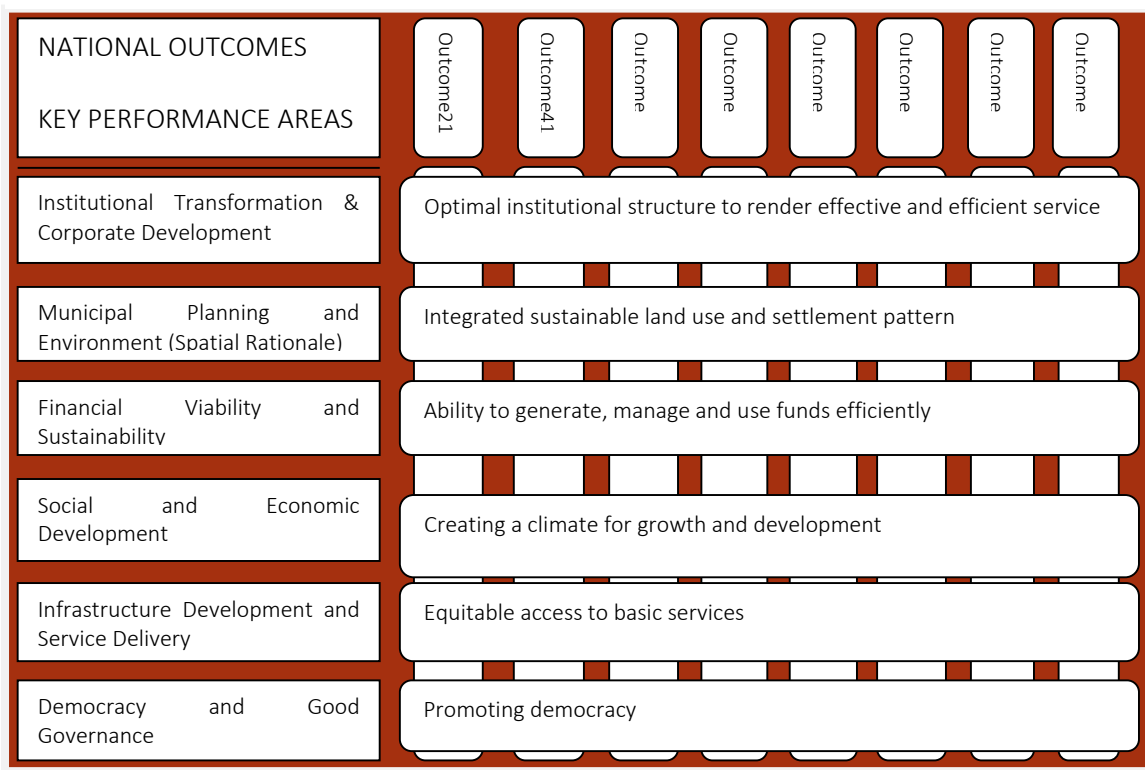 NATIONAL OUTCOMES
KEY PERFORMANCE AREAS
Outcome21
Outcome41
Outcome
Outcome
Outcome
Outcome
Outcome
Outcome
Institutional Transformation &
Corporate Development
Optimal institutional structure to render effective and efficient service
Municipal Planning and
Environment (Spatial Rationale)
Integrated sustainable land use and settlement pattern
Financial Viability and
Sustainability
Ability to generate, manage and use funds efficiently
Social and Economic
Development
Creating a climate for growth and development
Infrastructure Development and
Service Delivery
Equitable access to basic services
Democracy and Good
Governance
Promoting democracy